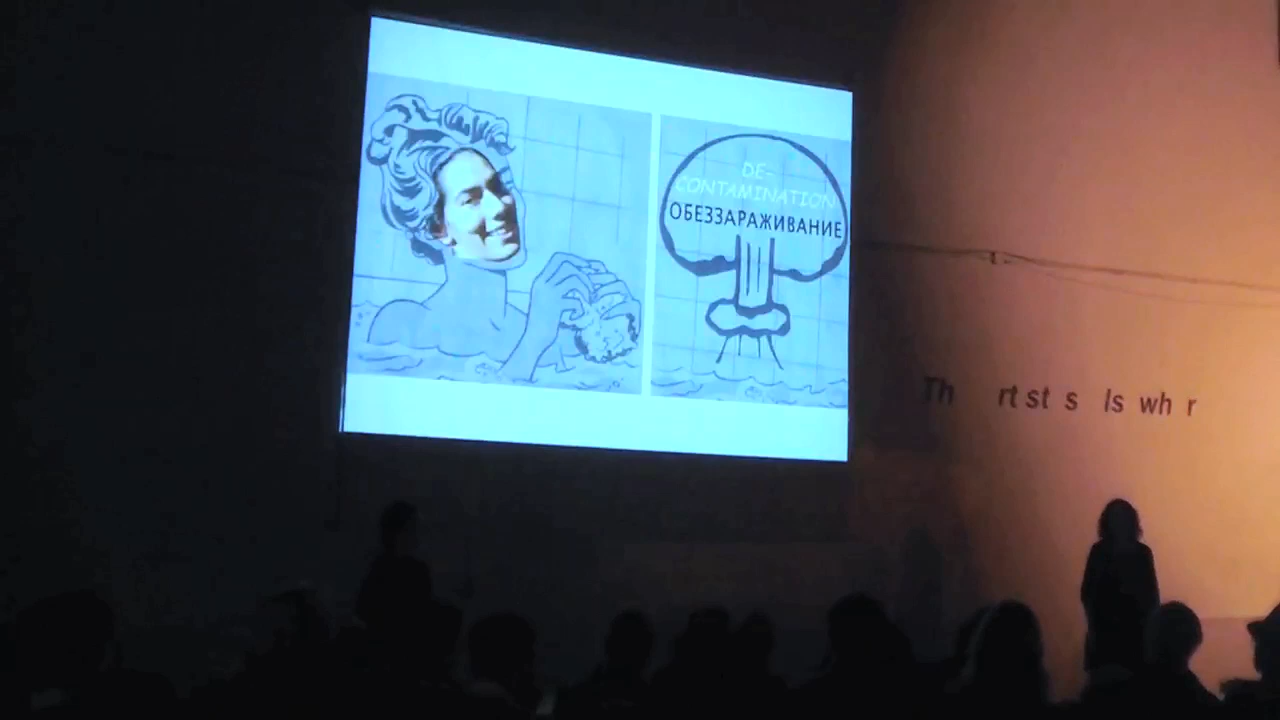 DE-
CONTAMINATION
ОБЕЗЗАРАЖИВАНИЕ
Th rt st s ls wh r